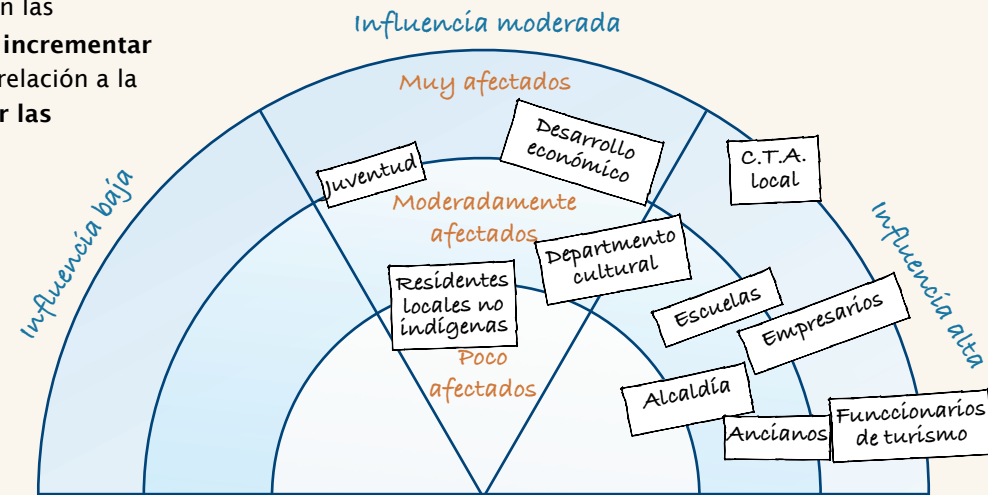 n las
incrementar
relación a la
r las
Influencia moderada
Muy afectados
Desarrollo
económico
C.T.A.
local
Juventud
Influencia baja
Moderadamente
afectados
Influencia alta
Departmento
cultural
Residentes
locales no
indígenas
Escuelas
Empresarios
Poco
afectados
Alcaldía
Ancianos
Funccionarios
de turismo